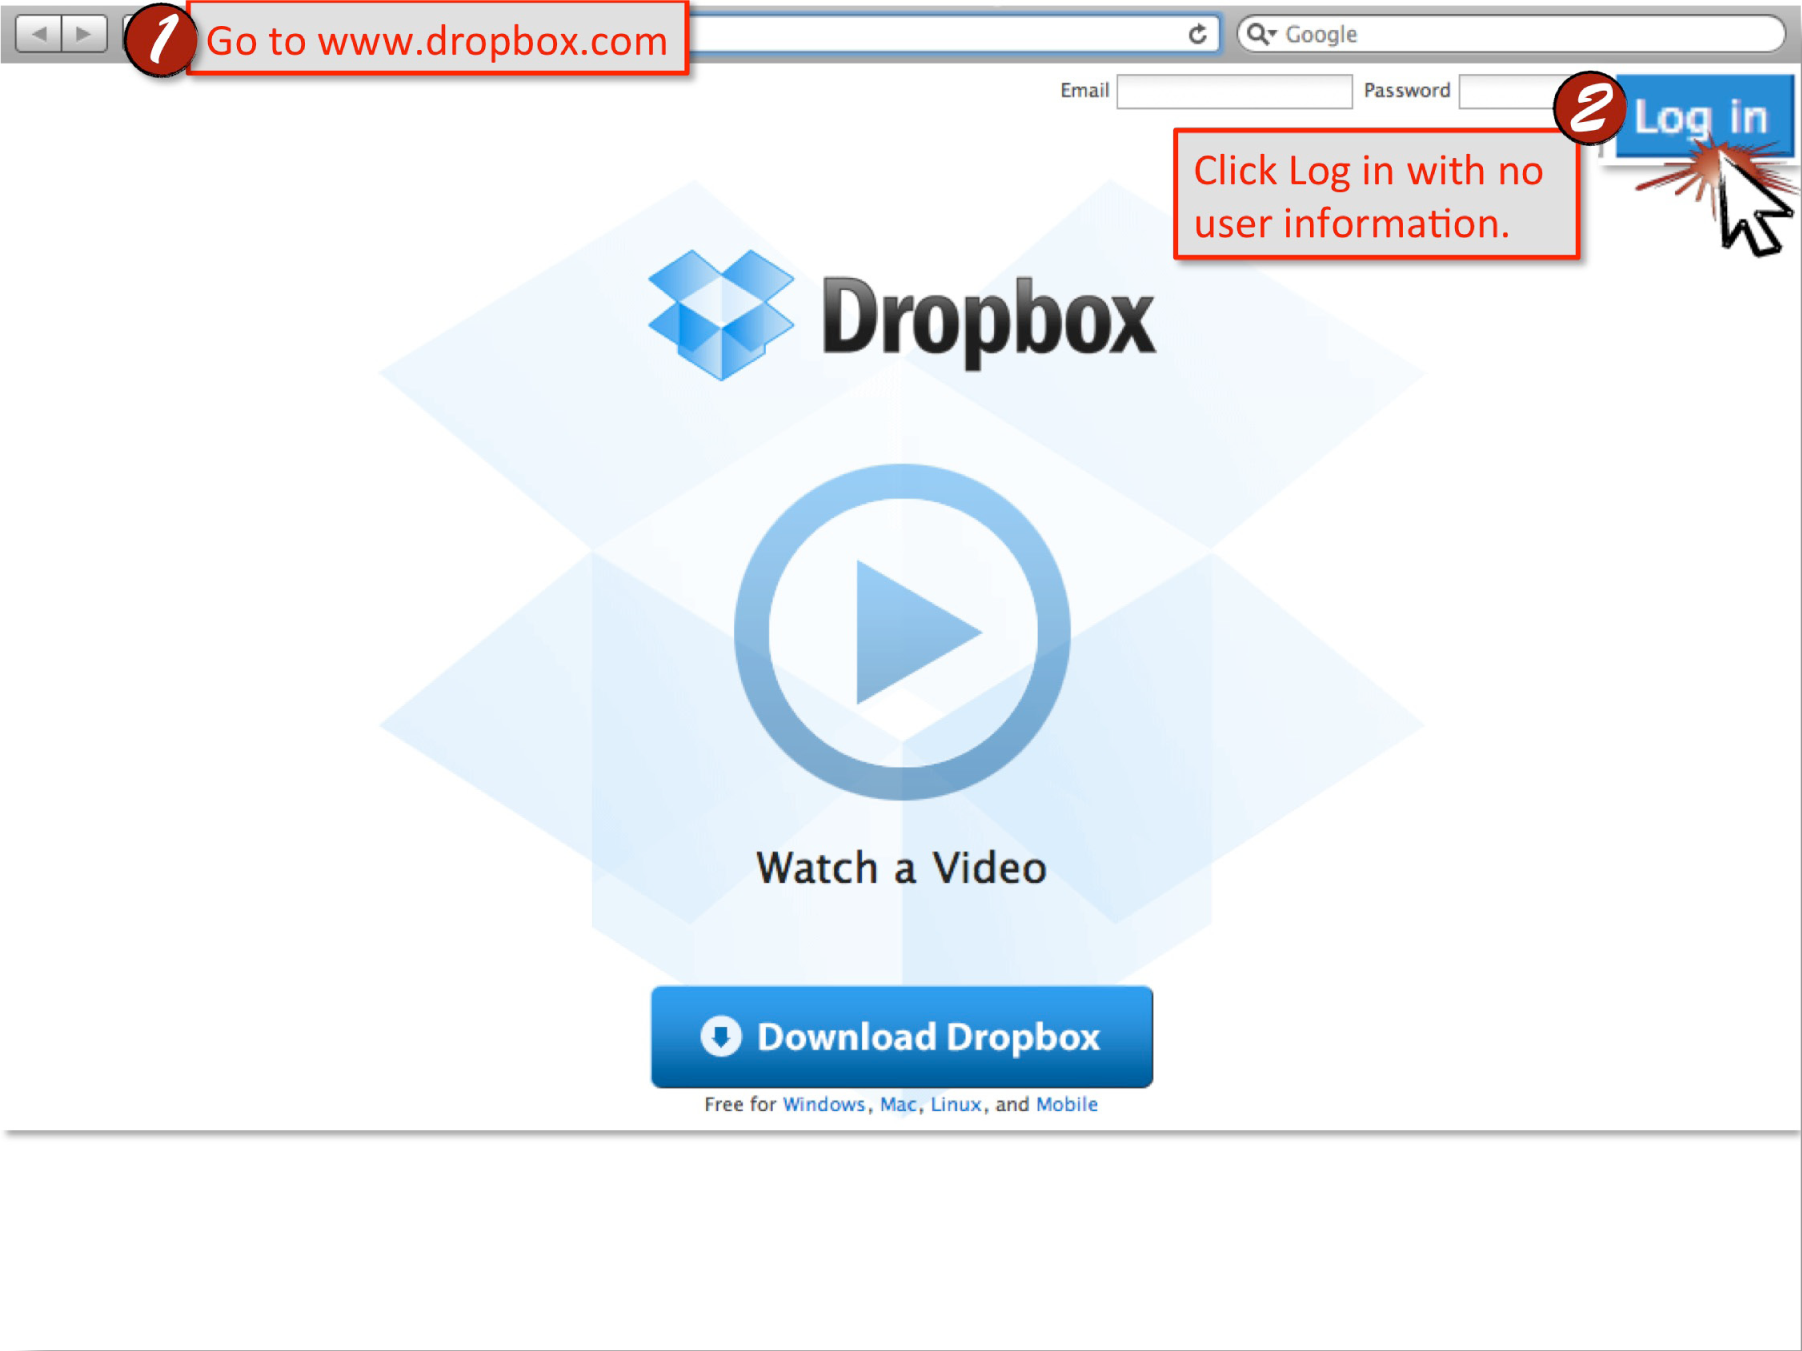 1
Go to www.dropbox.com
Google
Email
Password
2
Log in
Click Log in with no
user information.
Dropbox
Watch a Video
Download Dropbox
Free for Windows, Mac, Linux, and Mobile